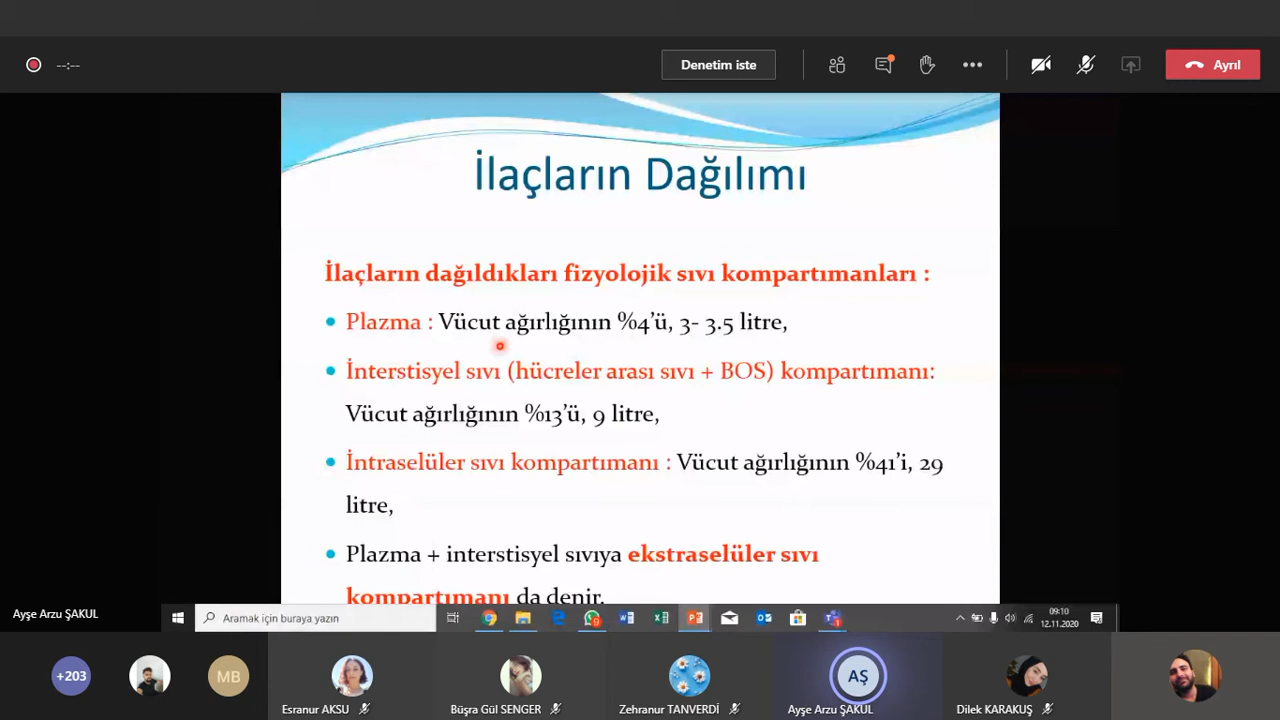 --:--
Denetim iste
Ayrıl
İlaçların Dağılımı
İlaçların dağıldıkları fizyolojik sıvı kompartımanları :
Plazma : Vücut ağırlığının %4'ü, 3- 3.5 litre,
İnterstisyel sıvı (hücreler arası sıvı + BOS) kompartımanı:
Vücut ağırlığının %13'ü, 9 litre,
İntraselüler sıvı kompartımanı : Vücut ağırlığının %41'i, 29
litre,
Plazma + interstisyel sıvıya ekstraselüler sıvı
kompartımanı da denir.
Ayşe Arzu ŞAKUL
Aramak için buraya yazın
09:10
12.11.2020
+203
MB
AŞ
Esranur AKSU
Büşra Gül SENGER
Zehranur TANVERDİ
Ayşe Arzu ŞAKUL
Dilek KARAKUŞ